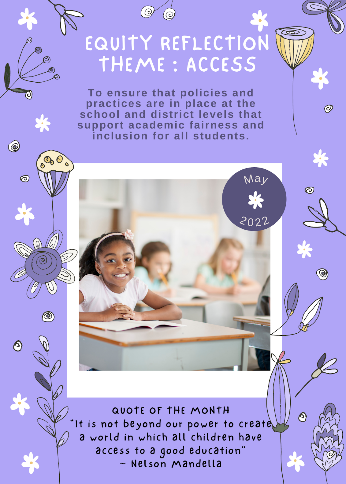 EQUITY REFLECTION
THEME : ACCESS
To ensure that policies and
practices are in place at the
school and district levels that
support academic fairness and
inclusion for all students.
May
2022
QUOTE OF THE MONTH
"It is not beyond our power to create
a world in which all children have
access to a good education"
– Nelson Mandella